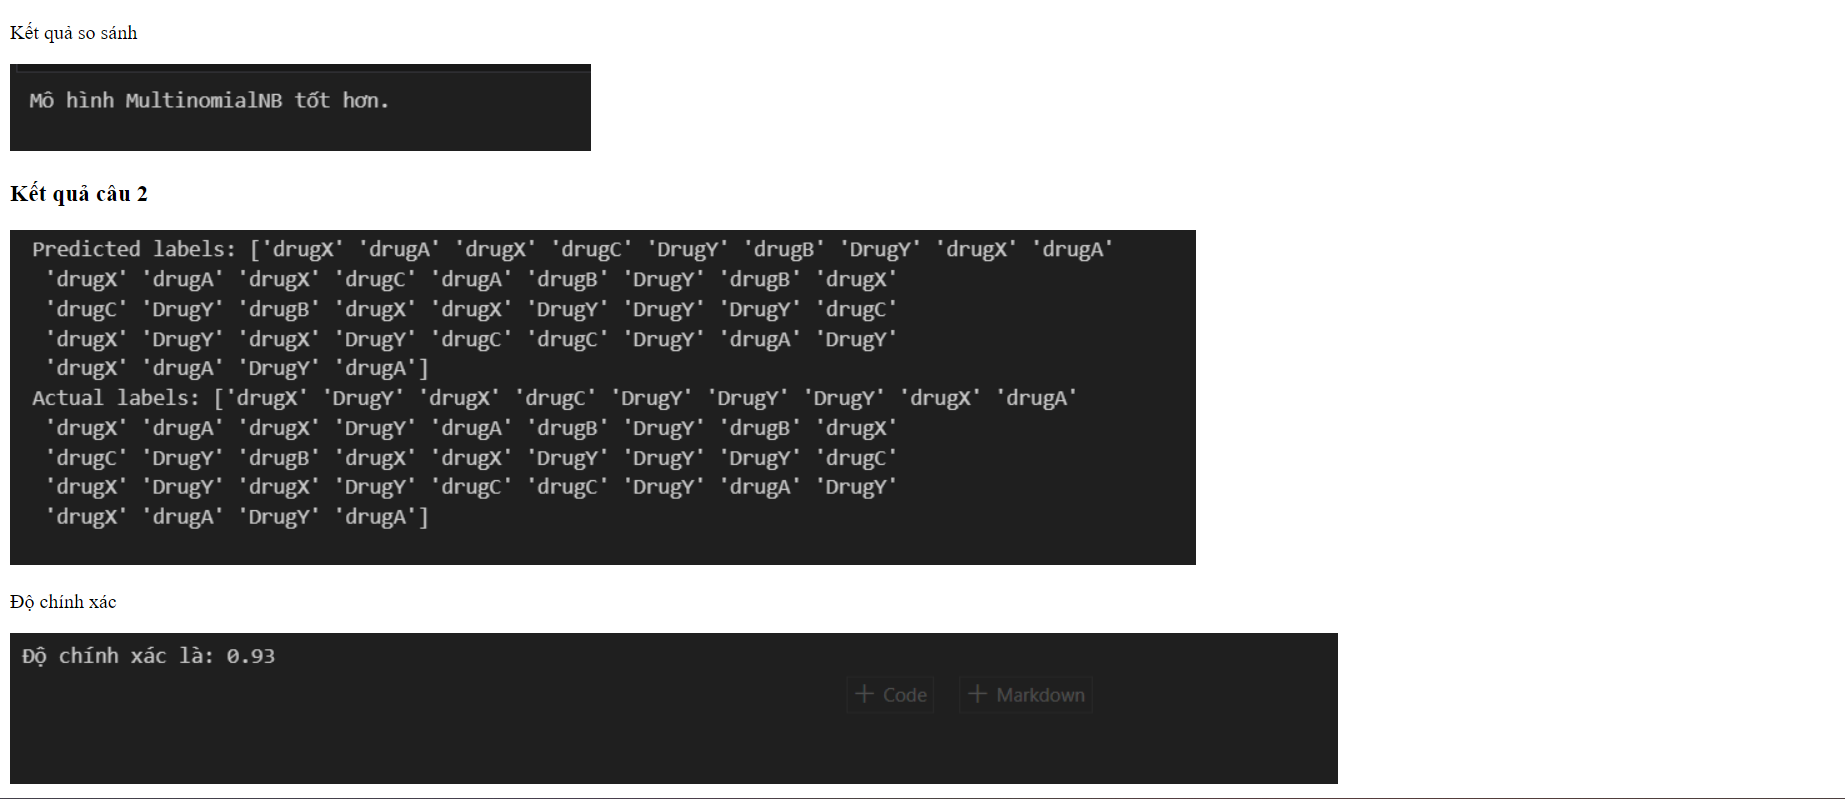 Kết quả so sánh
Mô hình MultinomialNB tốt hơn.
Kết quả câu 2
Predicted labels: ['drugX' 'drugA' 'drugX' 'drugC' 'DrugY' 'drugB' 'DrugY' 'drugX' 'drugA'
'drugX' 'drugA' 'drugX' 'drugC' 'drugA' 'drugB' 'DrugY' 'drugB' 'drugX'
'drugC' 'DrugY' 'drugB' 'drugX' 'drugX' 'DrugY' 'DrugY' 'DrugY' 'drugC'
'drugX' 'DrugY' 'drugX' 'DrugY' 'drugC' 'drugC' 'DrugY' 'drugA' 'DrugY'
'drugX' 'drugA' 'DrugY' 'drugA']
Actual labels: ['drugX' 'DrugY' 'drugX' 'drugC' 'DrugY' 'DrugY' 'DrugY' 'drugX' 'drugA'
'drugX' 'drugA' 'drugX' 'DrugY' 'drugA' 'drugB' 'DrugY' 'drugB' 'drugX'
'drugC' 'DrugY' 'drugB' 'drugX' 'drugX' 'DrugY' 'DrugY' 'DrugY' 'drugC'
'drugX' 'DrugY' 'drugX' 'DrugY' 'drugC' 'drugC' 'DrugY' 'drugA' 'DrugY'
'drugX' 'drugA' 'DrugY' 'drugA']
Độ chính xác
Độ chính xác là: 0.93
+ Code + Markdown